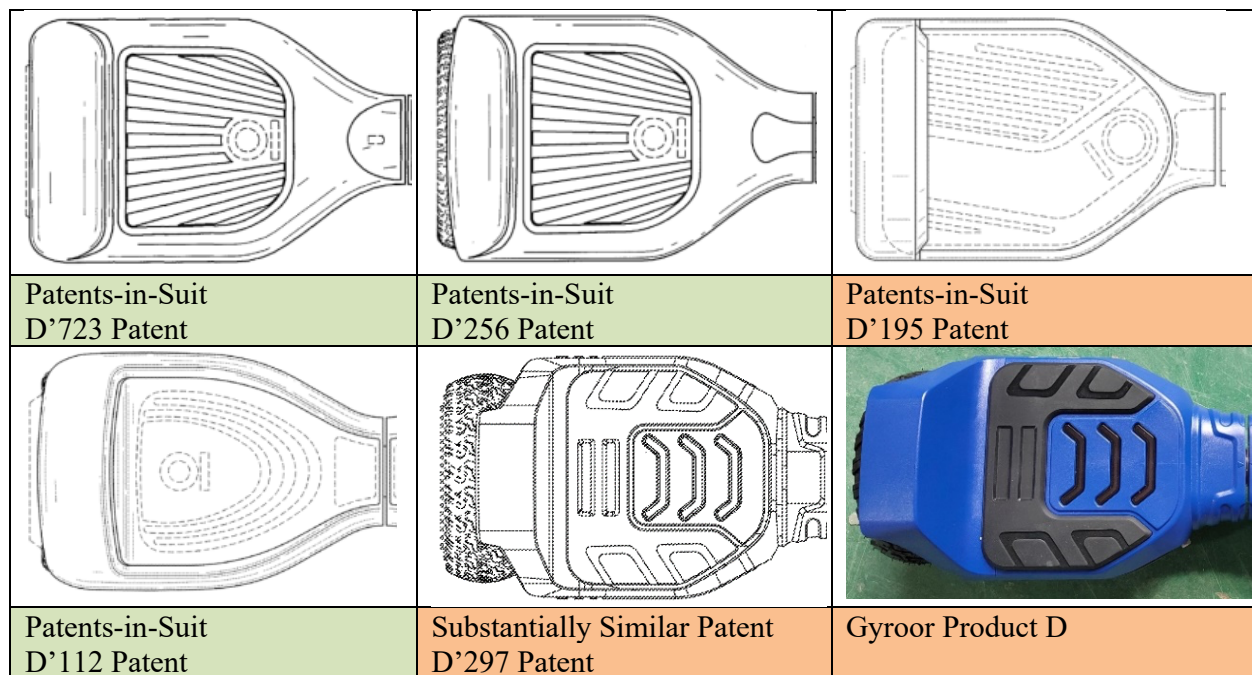 Patents-in-Suit
D’723 Patent
Patents-in-Suit
D’256 Patent
Patents-in-Suit
D’195 Patent
Patents-in-Suit
D’112 Patent
Substantially Similar Patent
D’297 Patent
Gyroor Product D